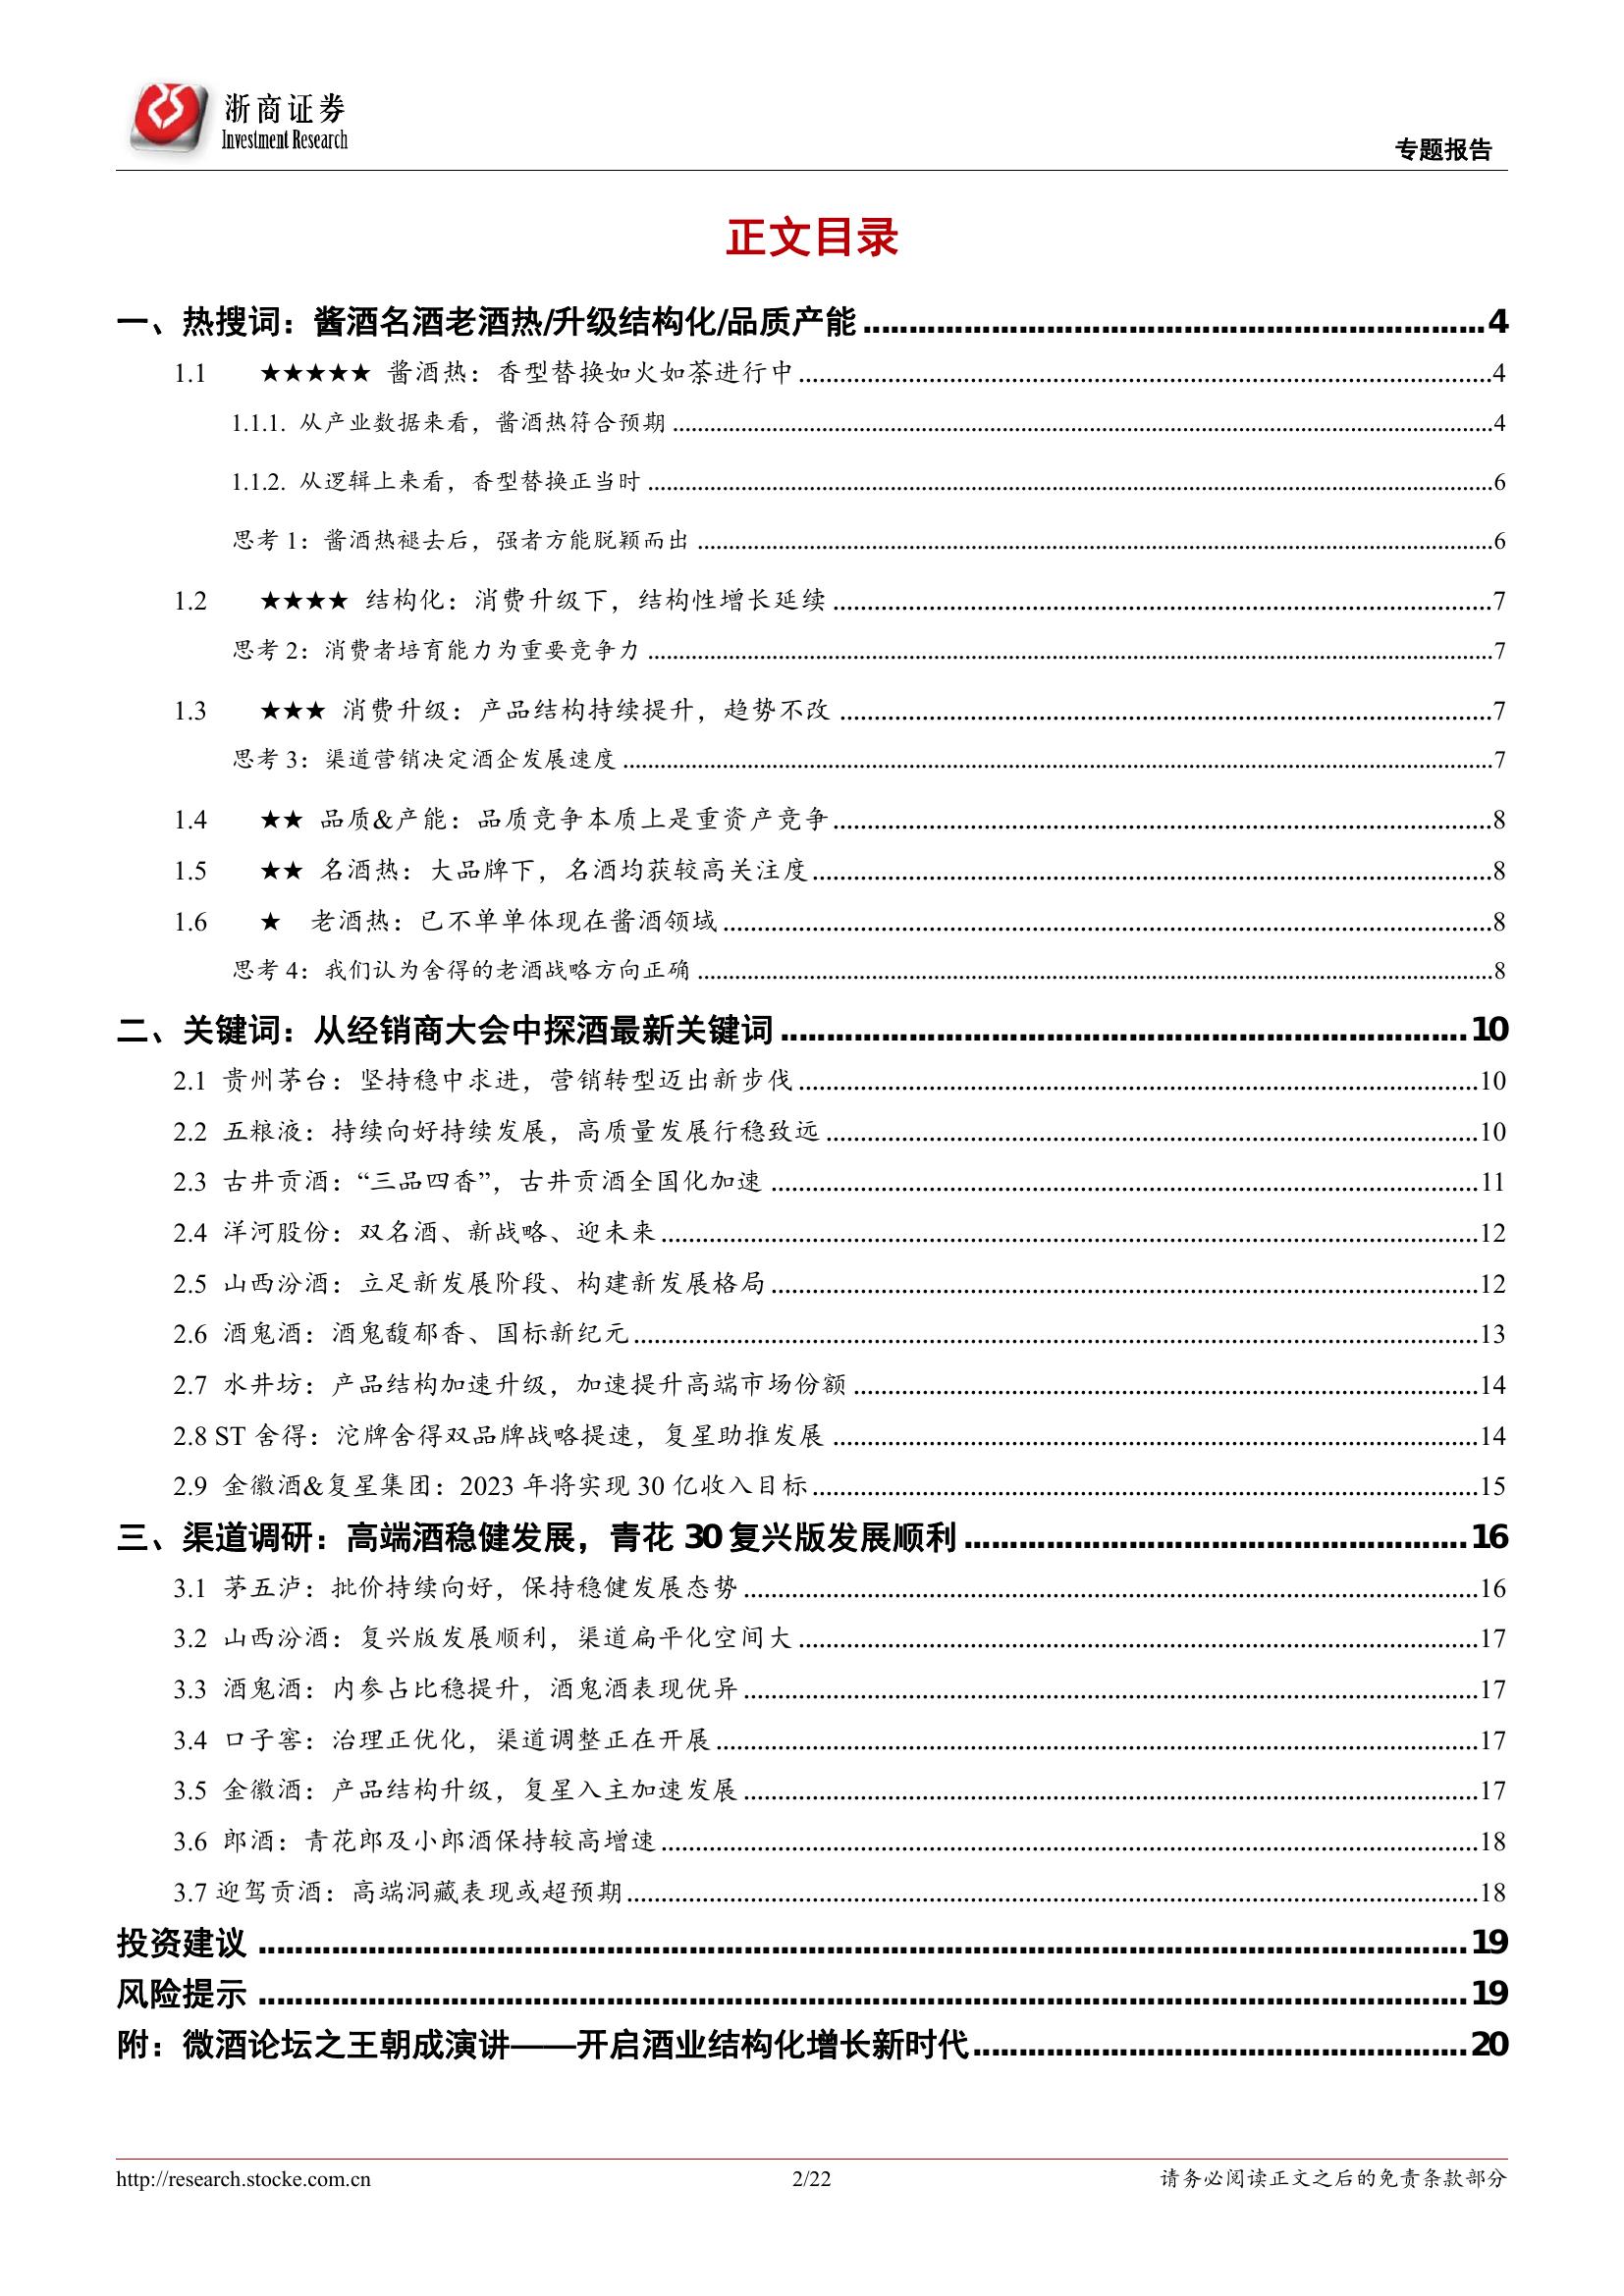 浙商证券
Investment Research
专题报告
正文目录
一、热搜词：酱酒名酒老酒热/升级结构化/品质产能 4
1.1 ★★★★★ 酱酒热：香型替换如火如荼进行中 4
1.1.1. 从产业数据来看，酱酒热符合预期 4
1.1.2. 从逻辑上来看，香型替换正当时 6
思考 1：酱酒热褪去后，强者方能脱颖而出 6
1.2 ★★★★ 结构化：消费升级下，结构性增长延续 7
思考 2：消费者培育能力为重要竞争力 7
1.3 ★★★ 消费升级：产品结构持续提升，趋势不改 7
思考 3：渠道营销决定酒企发展速度 7
1.4 ★★ 品质&产能：品质竞争本质上是重资产竞争 8
1.5 ★★ 名酒热：大品牌下，名酒均获较高关注度 8
1.6 ★ 老酒热：已不单单体现在酱酒领域 8
思考 4：我们认为舍得的老酒战略方向正确 8
二、关键词：从经销商大会中探酒最新关键词 10
2.1 贵州茅台：坚持稳中求进，营销转型迈出新步伐 10
2.2 五粮液：持续向好持续发展，高质量发展行稳致远 10
2.3 古井贡酒：“三品四香”，古井贡酒全国化加速 11
2.4 洋河股份：双名酒、新战略、迎未来 12
2.5 山西汾酒：立足新发展阶段、构建新发展格局 12
2.6 酒鬼酒：酒鬼馥郁香、国标新纪元 13
2.7 水井坊：产品结构加速升级，加速提升高端市场份额 14
2.8 ST 舍得：沱牌舍得双品牌战略提速，复星助推发展 14
2.9 金徽酒&复星集团：2023 年将实现 30 亿收入目标 15
三、渠道调研：高端酒稳健发展，青花 30 复兴版发展顺利 16
3.1 茅五泸：批价持续向好，保持稳健发展态势 16
3.2 山西汾酒：复兴版发展顺利，渠道扁平化空间大 17
3.3 酒鬼酒：内参占比稳提升，酒鬼酒表现优异 17
3.4 口子窖：治理正优化，渠道调整正在开展 17
3.5 金徽酒：产品结构升级，复星入主加速发展 17
3.6 郎酒：青花郎及小郎酒保持较高增速 18
3.7 迎驾贡酒：高端洞藏表现或超预期 18
投资建议 19
风险提示 19
附：微酒论坛之王朝成演讲——开启酒业结构化增长新时代 20
http://research.stocke.com.cn 2/22 请务必阅读正文之后的免责条款部分